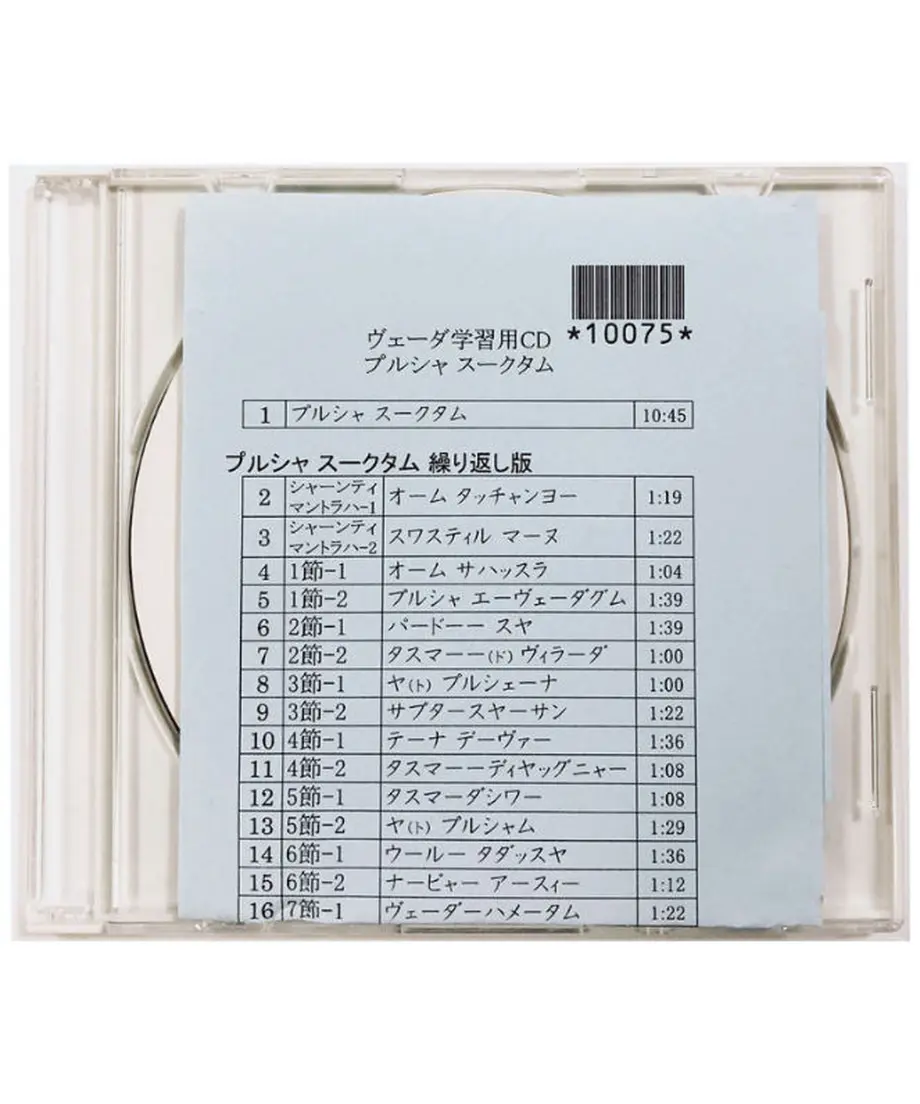 *10075*
ヴェーダ学習用CD
プルシャ スークタム
1 プルシャ スークタム 10:45
プルシャ スークタム 繰り返し版
2 シャーンティ マントラハ-1 オーム タッチャンヨー 1:19
3 シャーンティ マントラハ-2 スワスティル マーヌ 1:22
4 1節-1 オーム サハッスラ 1:04
5 1節-2 プルシャ エーヴェーダグム 1:39
6 2節-1 パードーー スヤ 1:39
7 2節-2 タスマーー(ド) ヴィラーダ 1:00
8 3節-1 ヤ(ト) プルシェーナ 1:00
9 3節-2 サプタースヤーサン 1:22
10 4節-1 テーナ デーヴァー 1:36
11 4節-2 タスマーーディヤッグニャー 1:08
12 5節-1 タスマーダシワー 1:08
13 5節-2 ヤ(ト) プルシャム 1:29
14 6節-1 ウールー タダッスヤ 1:36
15 6節-2 ナービャー アースィー 1:12
16 7節-1 ヴェーダーハメータム 1:22